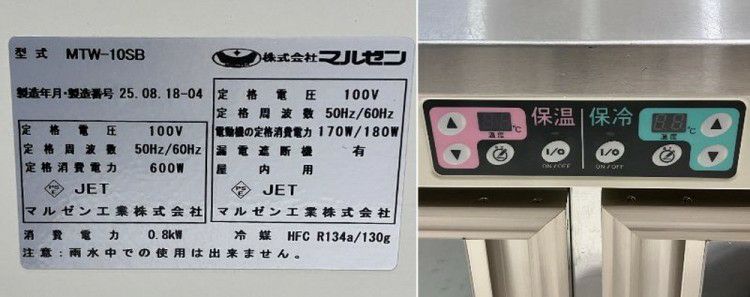 型式 MTW-10SB
株式会社マルゼン
製造年月・製造番号 25.08.18-04
定格電圧 100V
定格周波数 50Hz/60Hz
定格消費電力 600W
PSE JET
マルゼン工業株式会社
定格電圧 100V
定格周波数 50Hz/60Hz
電動機の定格消費電力 170W/180W
漏電遮断機 有
屋内用
PSE JET
マルゼン工業株式会社
消費電力 0.8kW
冷媒 HFC R134a/130g
注意：雨水中での使用は出来ません。
保温
保冷
温度
℃
I/O
ON/OFF
I/O
ON/OFF
温度
℃